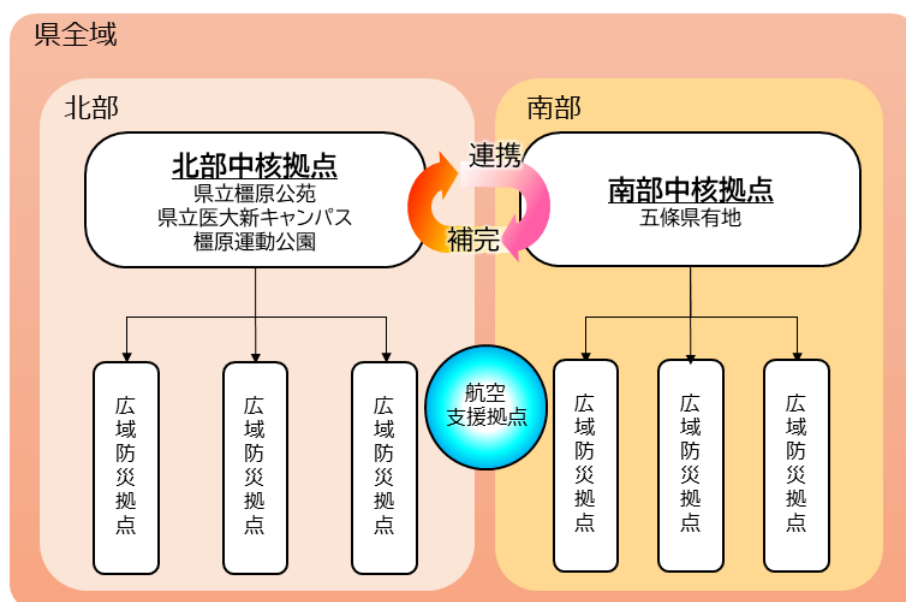 県全域
北部
北部中核拠点
県立橿原公苑
県立医大新キャンパス
橿原運動公園
連携
補完
南部
南部中核拠点
五條県有地
広域防災拠点
広域防災拠点
広域防災拠点
航空
支援拠点
広域防災拠点
広域防災拠点
広域防災拠点